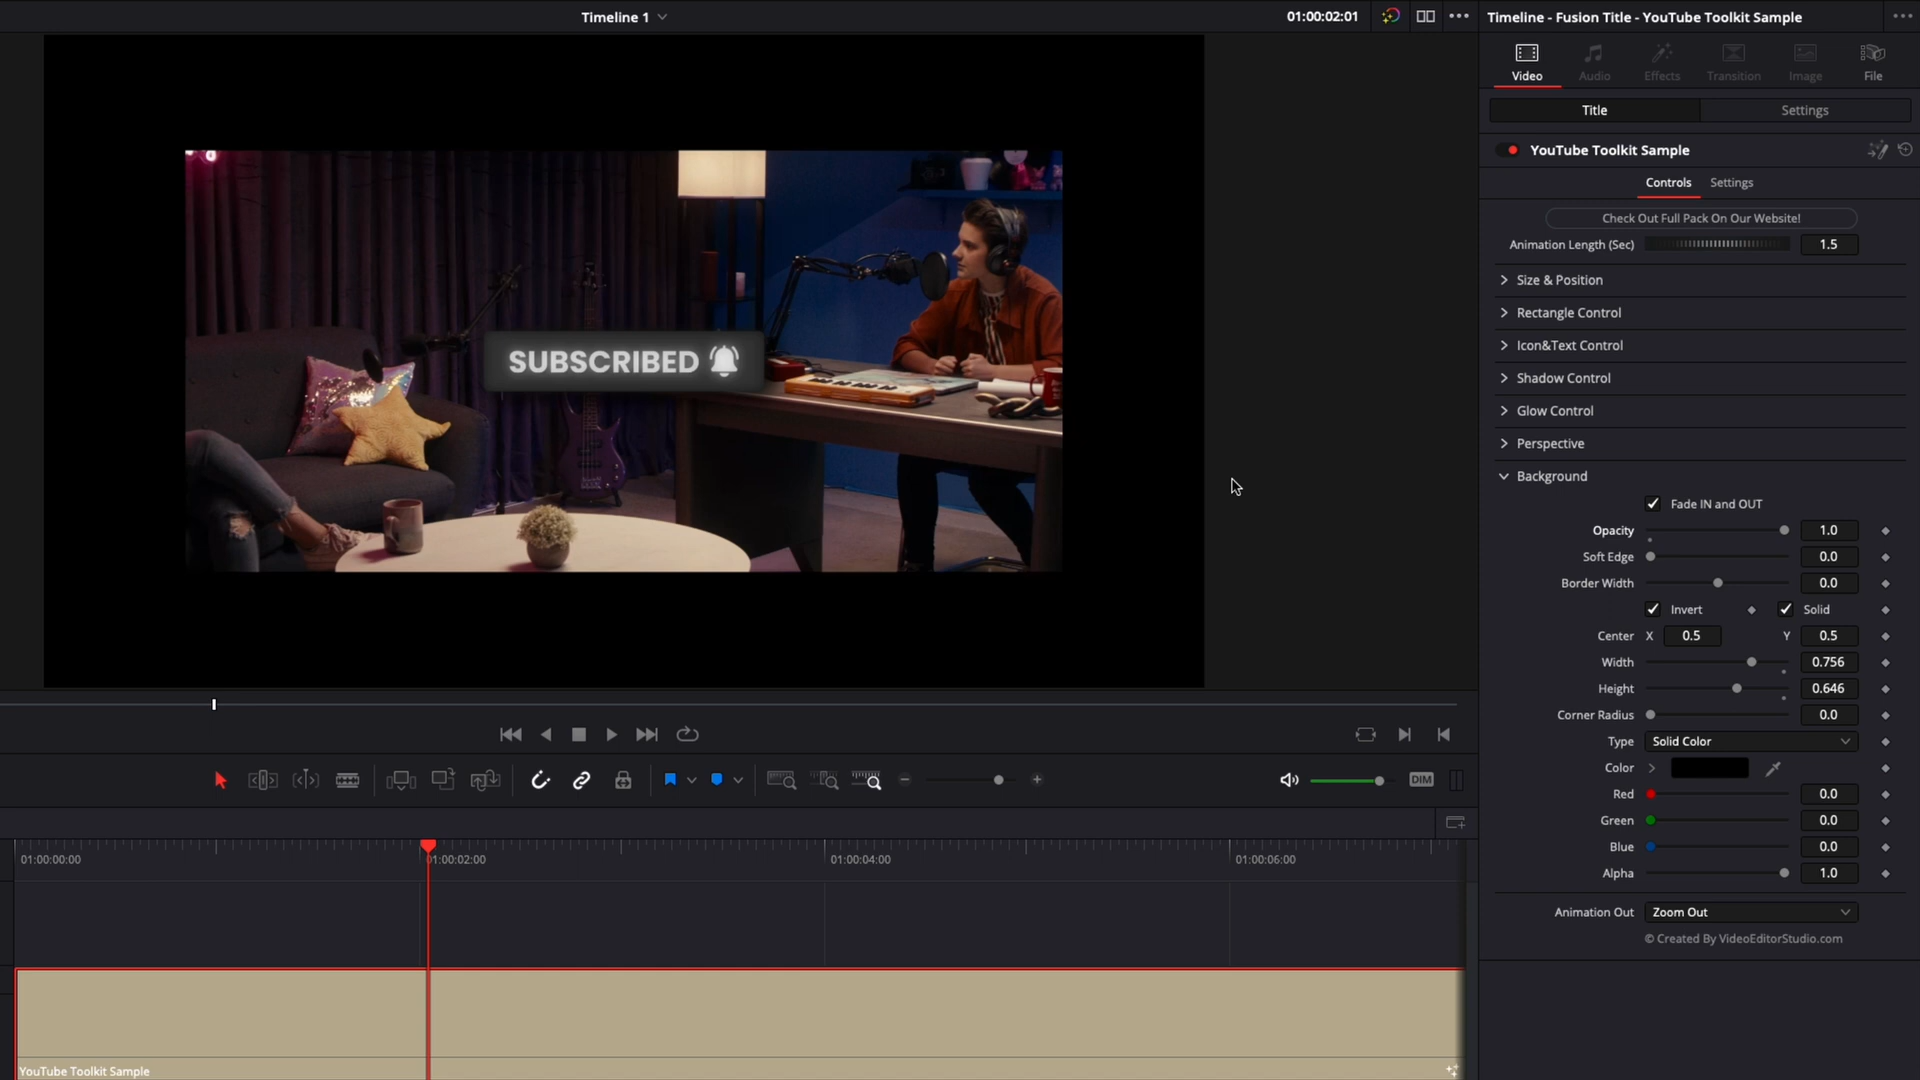 Timeline 1
01:00:02:01
Timeline - Fusion Title - YouTube Toolkit Sample
Video
Audio
Effects
Transition
Image
File
Title
Settings
YouTube Toolkit Sample
Controls
Settings
Check Out Full Pack On Our Website!
Animation Length (Sec) 1.5
Size & Position
Rectangle Control
Icon&Text Control
Shadow Control
Glow Control
Perspective
Background
Fade IN and OUT
Opacity 1.0
Soft Edge 0.0
Border Width 0.0
Invert Solid
Center X 0.5 Y 0.5
Width 0.756
Height 0.646
Corner Radius 0.0
Type Solid Color
Color
Red 0.0
Green 0.0
Blue 0.0
Alpha 1.0
Animation Out Zoom Out
© Created By VideoEditorStudio.com
SUBSCRIBED
DIM
01:00:00:00
01:00:02:00
01:00:04:00
01:00:06:00
YouTube Toolkit Sample